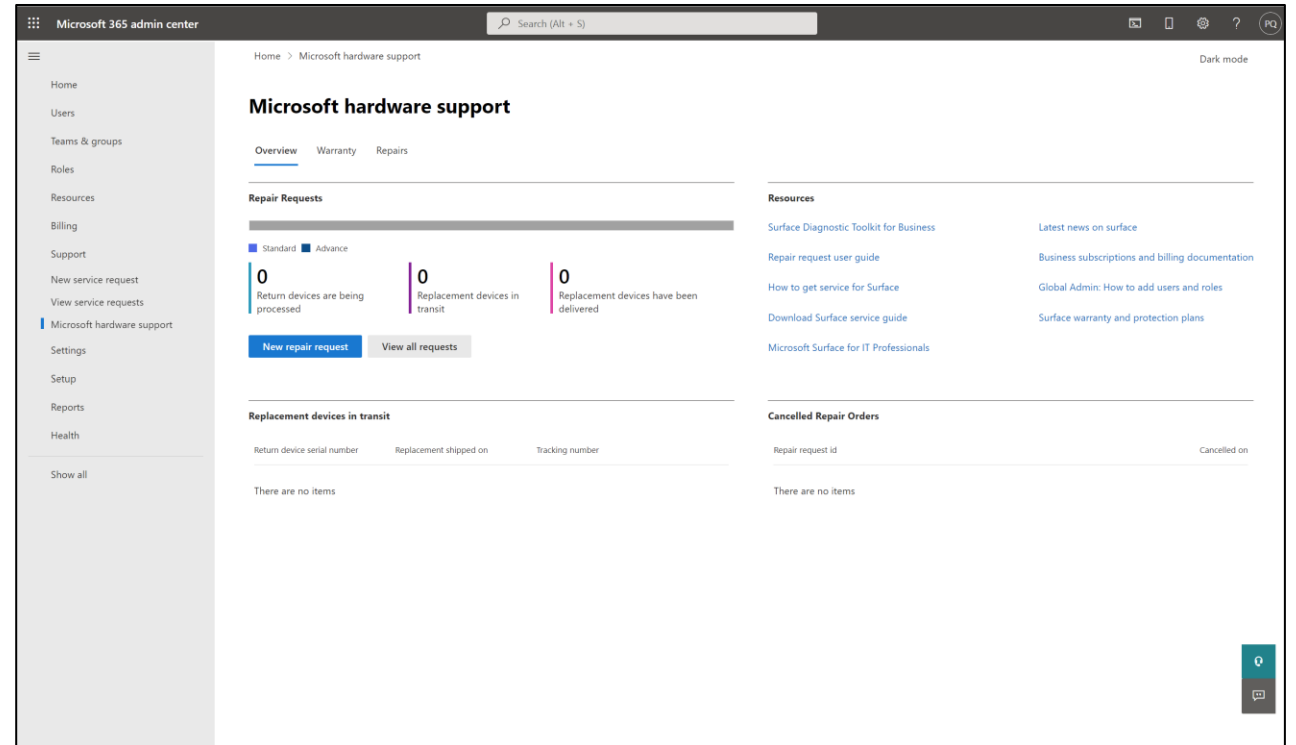 Microsoft 365 admin center
Search (Alt + S)
?
PQ
Home > Microsoft hardware support
Dark mode
Home
Users
Teams & groups
Roles
Resources
Billing
Support
New service request
View service requests
Microsoft hardware support
Settings
Setup
Reports
Health
Show all
Microsoft hardware support
Overview Warranty Repairs
Repair Requests
Standard Advance
0
Return devices are being
processed
0
Replacement devices in
transit
0
Replacement devices have been
delivered
New repair request View all requests
Resources
Surface Diagnostic Toolkit for Business
Repair request user guide
How to get service for Surface
Download Surface service guide
Microsoft Surface for IT Professionals
Latest news on surface
Business subscriptions and billing documentation
Global Admin: How to add users and roles
Surface warranty and protection plans
Replacement devices in transit
Return device serial number Replacement shipped on Tracking number
There are no items
Cancelled Repair Orders
Repair request id Cancelled on
There are no items